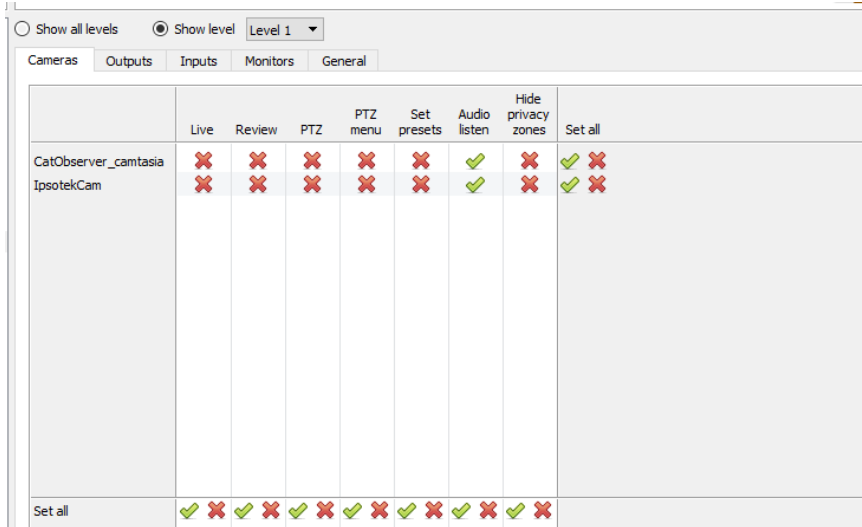 Show all levels Show level Level 1
Cameras Outputs Inputs Monitors General
Live Review PTZ PTZ menu Set presets Audio listen Hide privacy zones Set all
CatObserver_camtasia
IpsotekCam
Set all